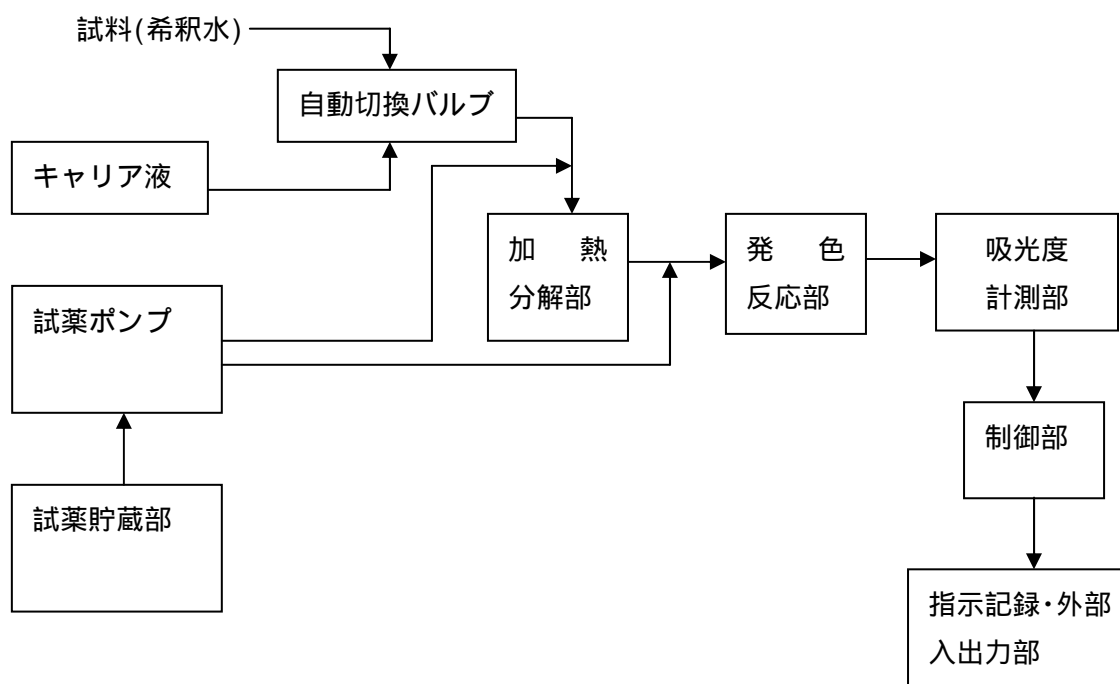 試料(希釈水)
自動切換バルブ
キャリア液
加　熱
分解部
発　色
反応部
吸光度
計測部
試薬ポンプ
制御部
試薬貯蔵部
指示記録・外部
入出力部